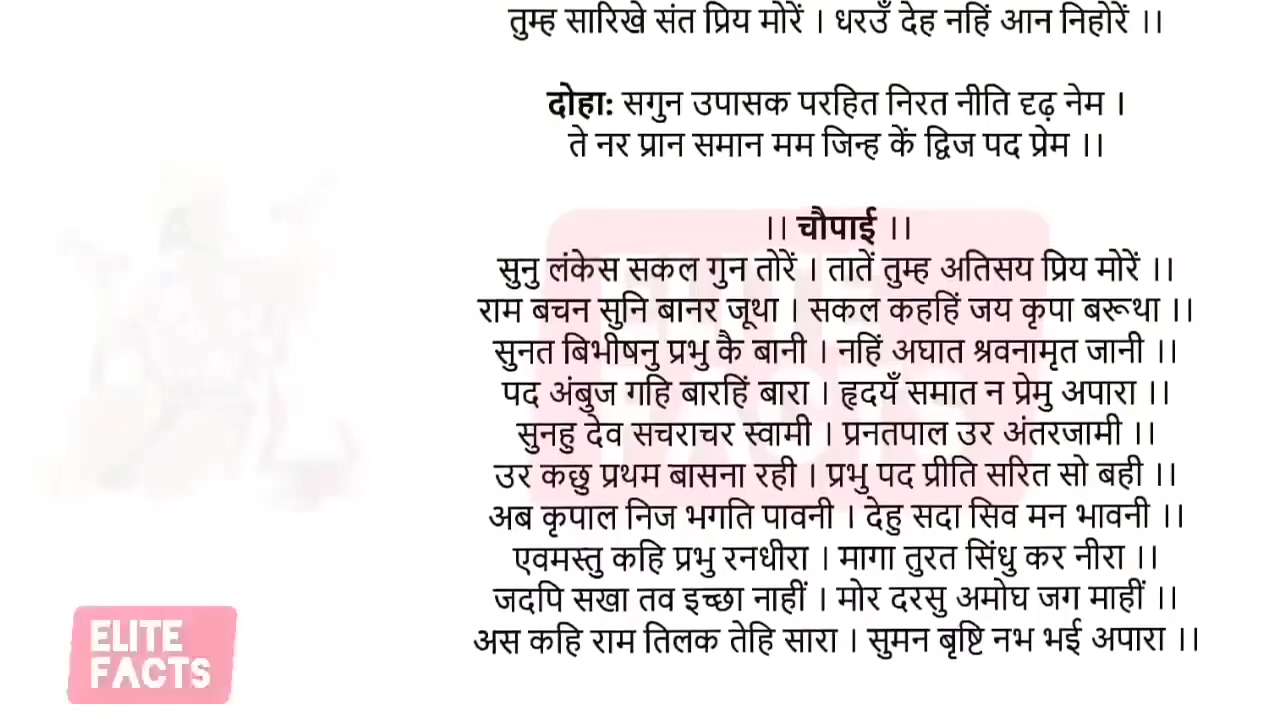 तुम्ह सारिखे संत प्रिय मोरें । धरउँ देह नहिं आन निहोरें ।।
दोहा: सगुन उपासक परहित निरत नीति दृढ़ नेम ।
ते नर प्रान समान मम जिन्ह कें द्विज पद प्रेम ।।
।। चौपाई ।।
सुनु लंकेस सकल गुन तोरें । तातें तुम्ह अतिसय प्रिय मोरें ।।
राम बचन सुनि बानर जूथा । सकल कहहिं जय कृपा बरूथा ।।
सुनत बिभीषनु प्रभु कै बानी । नहिं अघात श्रवनामृत जानी ।।
पद अंबुज गहि बारहिं बारा । हृदयँ समात न प्रेमु अपारा ।।
सुनहु देव सचराचर स्वामी । प्रनतपाल उर अंतरजामी ।।
उर कछु प्रथम बासना रही । प्रभु पद प्रीति सरित सो बही ।।
अब कृपाल निज भगति पावनी । देहु सदा सिव मन भावनी ।।
एवमस्तु कहि प्रभु रनधीरा । मागा तुरत सिंधु कर नीरा ।।
जदपि सखा तव इच्छा नाहीं । मोर दरसु अमोघ जग माहीं ।।
अस कहि राम तिलक तेहि सारा । सुमन बृष्टि नभ भई अपारा ।।
ELITE
FACTS